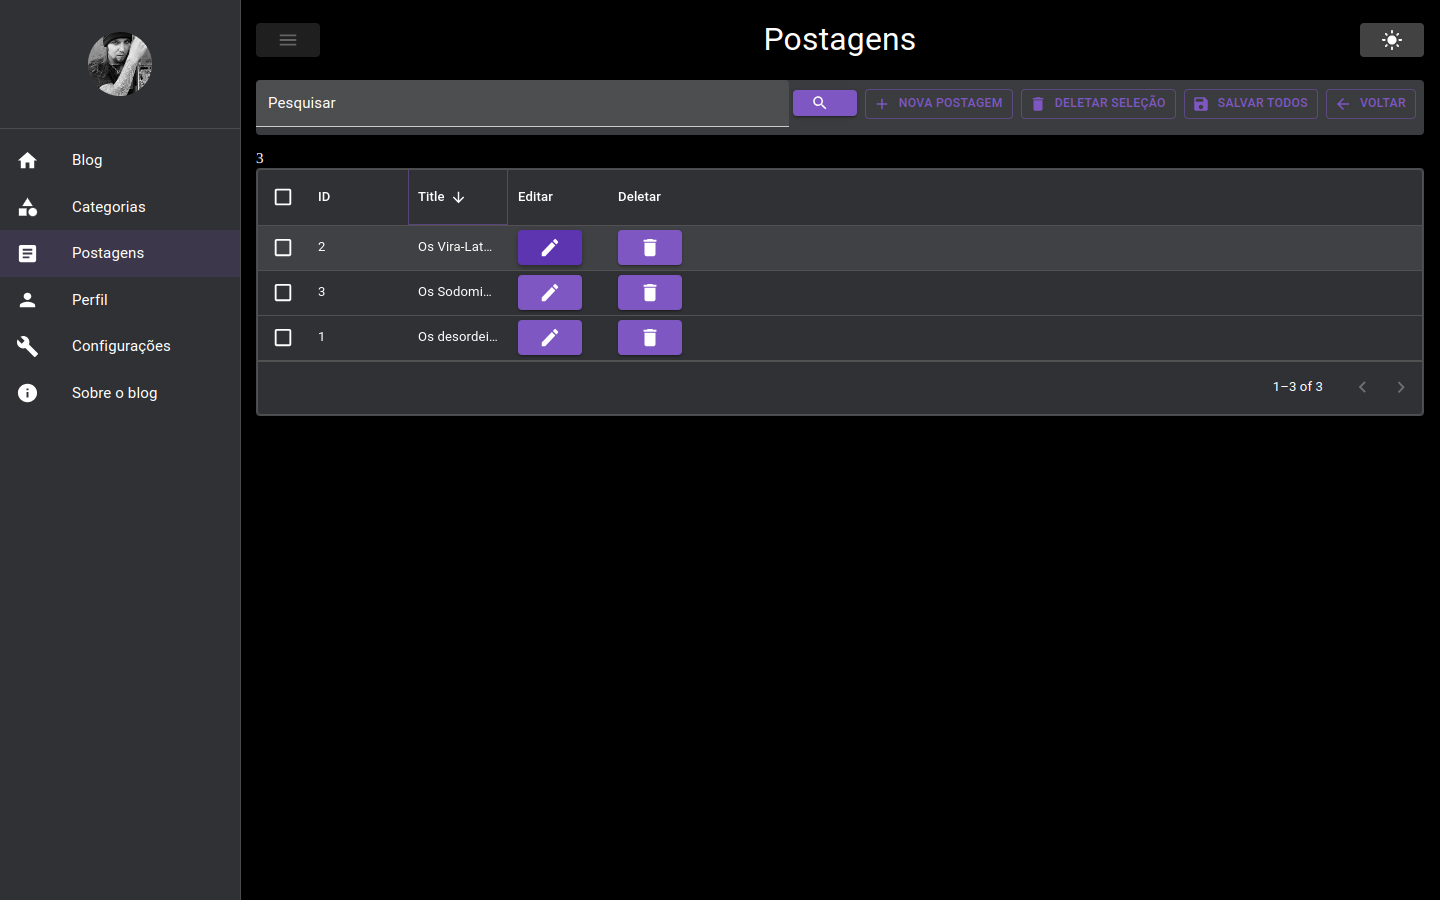 Postagens
Pesquisar
NOVA POSTAGEM
DELETAR SELEÇÃO
SALVAR TODOS
VOLTAR
Blog
Categorias
Postagens
Perfil
Configurações
Sobre o blog
3
ID Title Editar Deletar
2 Os Vira-Lat...
3 Os Sodomi...
1 Os desordei...
1–3 of 3